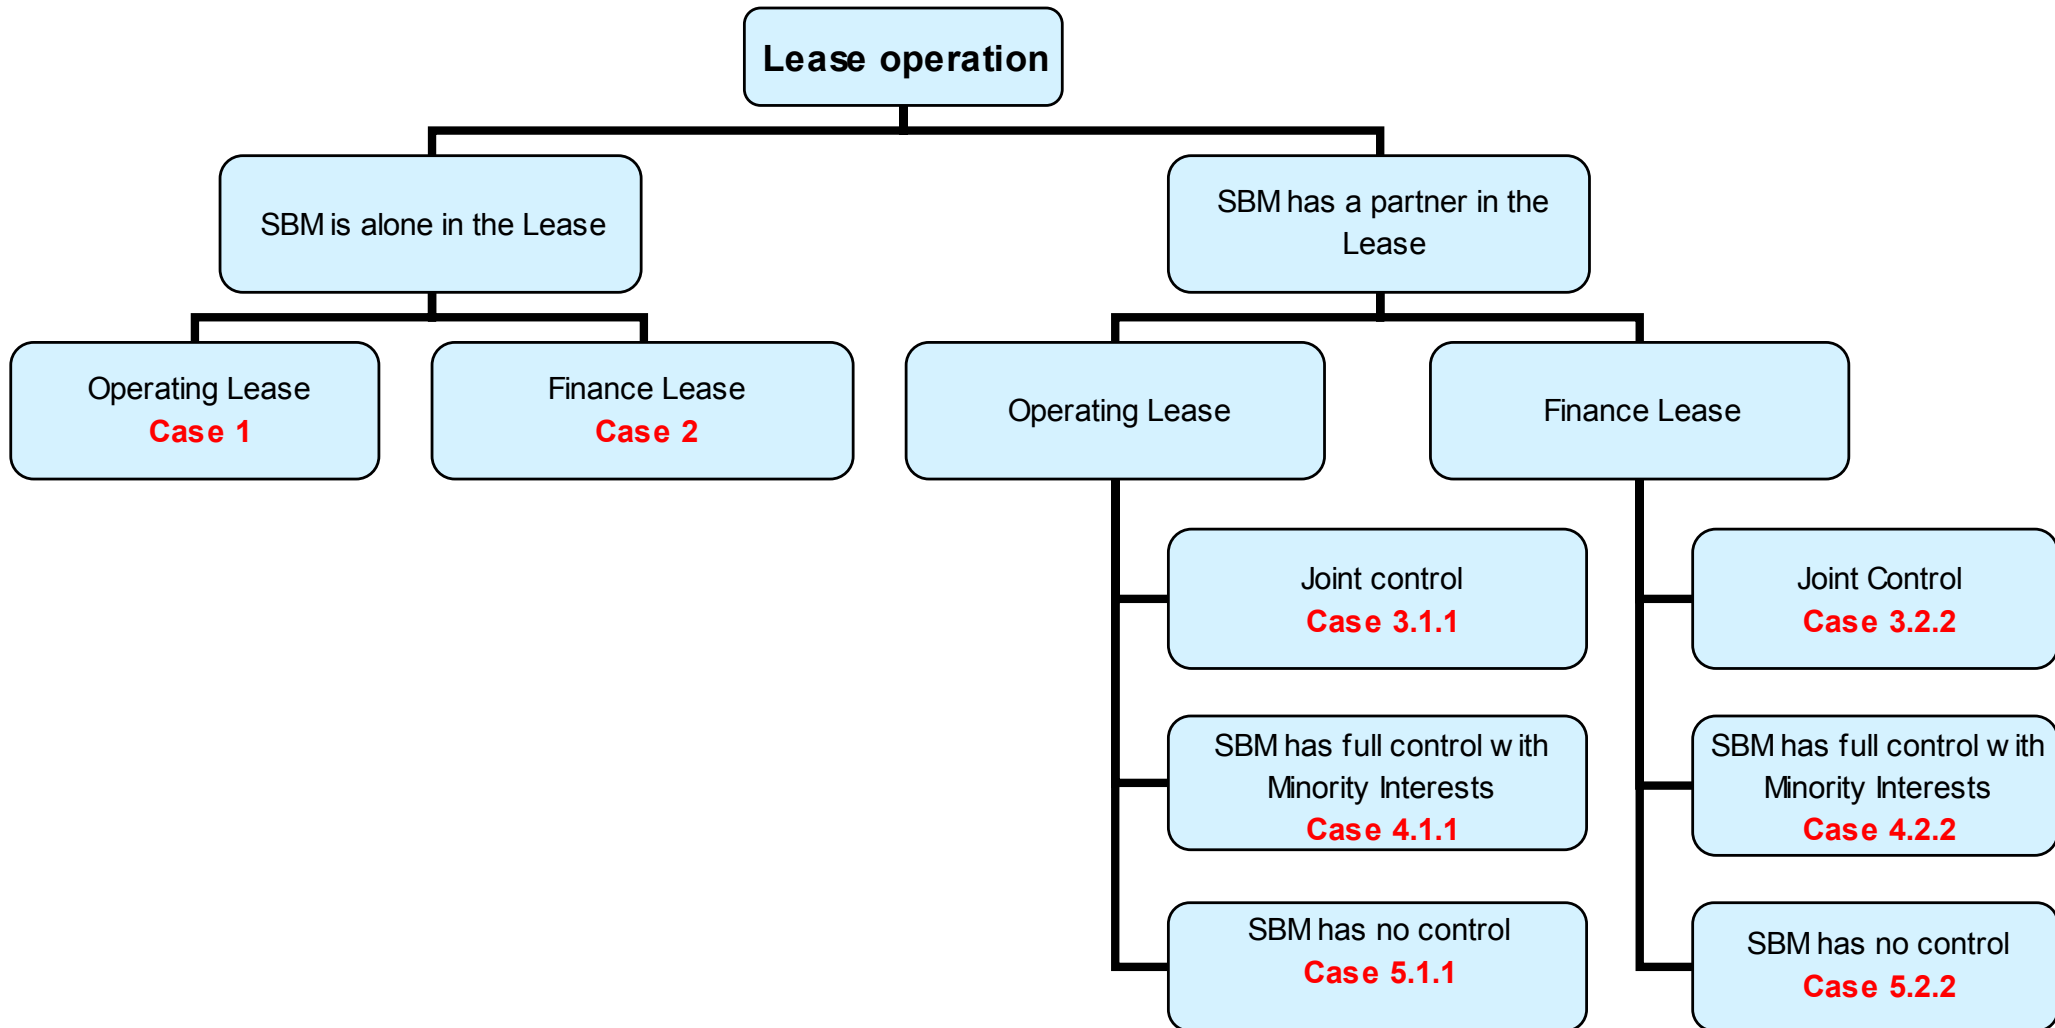 Lease operation
SBM is alone in the Lease
SBM has a partner in the
Lease
Operating Lease
Case 1
Finance Lease
Case 2
Operating Lease
Finance Lease
Joint control
Case 3.1.1
Joint Control
Case 3.2.2
SBM has full control with
Minority Interests
Case 4.1.1
SBM has full control with
Minority Interests
Case 4.2.2
SBM has no control
Case 5.1.1
SBM has no control
Case 5.2.2